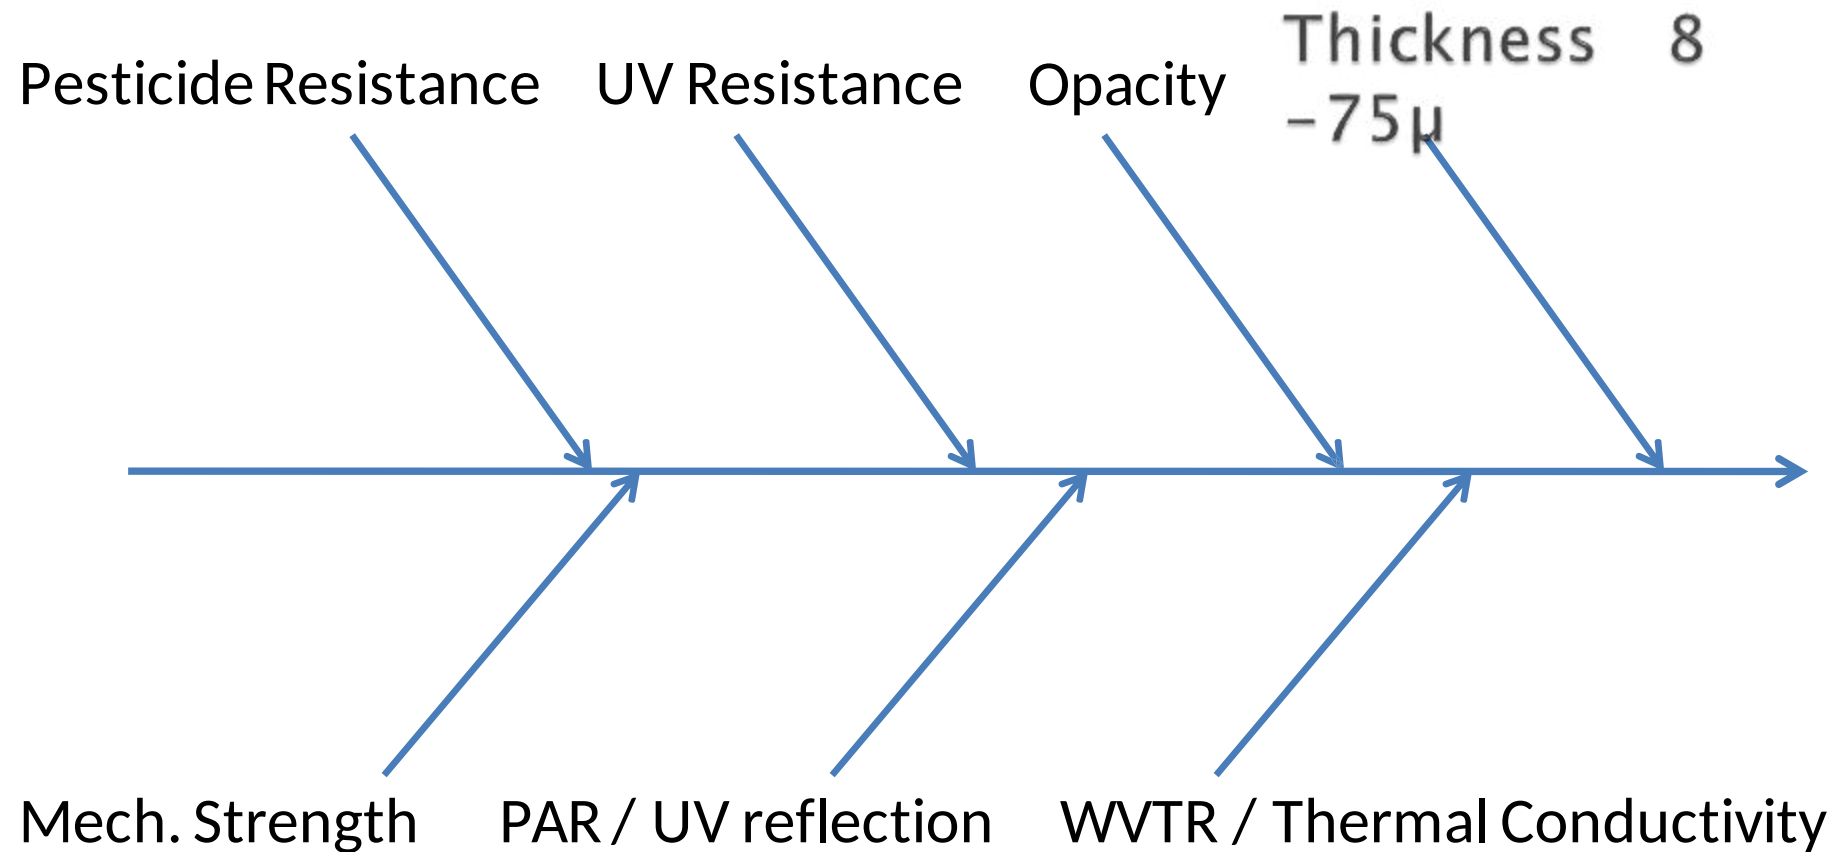 Pesticide Resistance UV Resistance Opacity Thickness 8
-75µ
Mech. Strength PAR / UV reflection WVTR / Thermal Conductivity